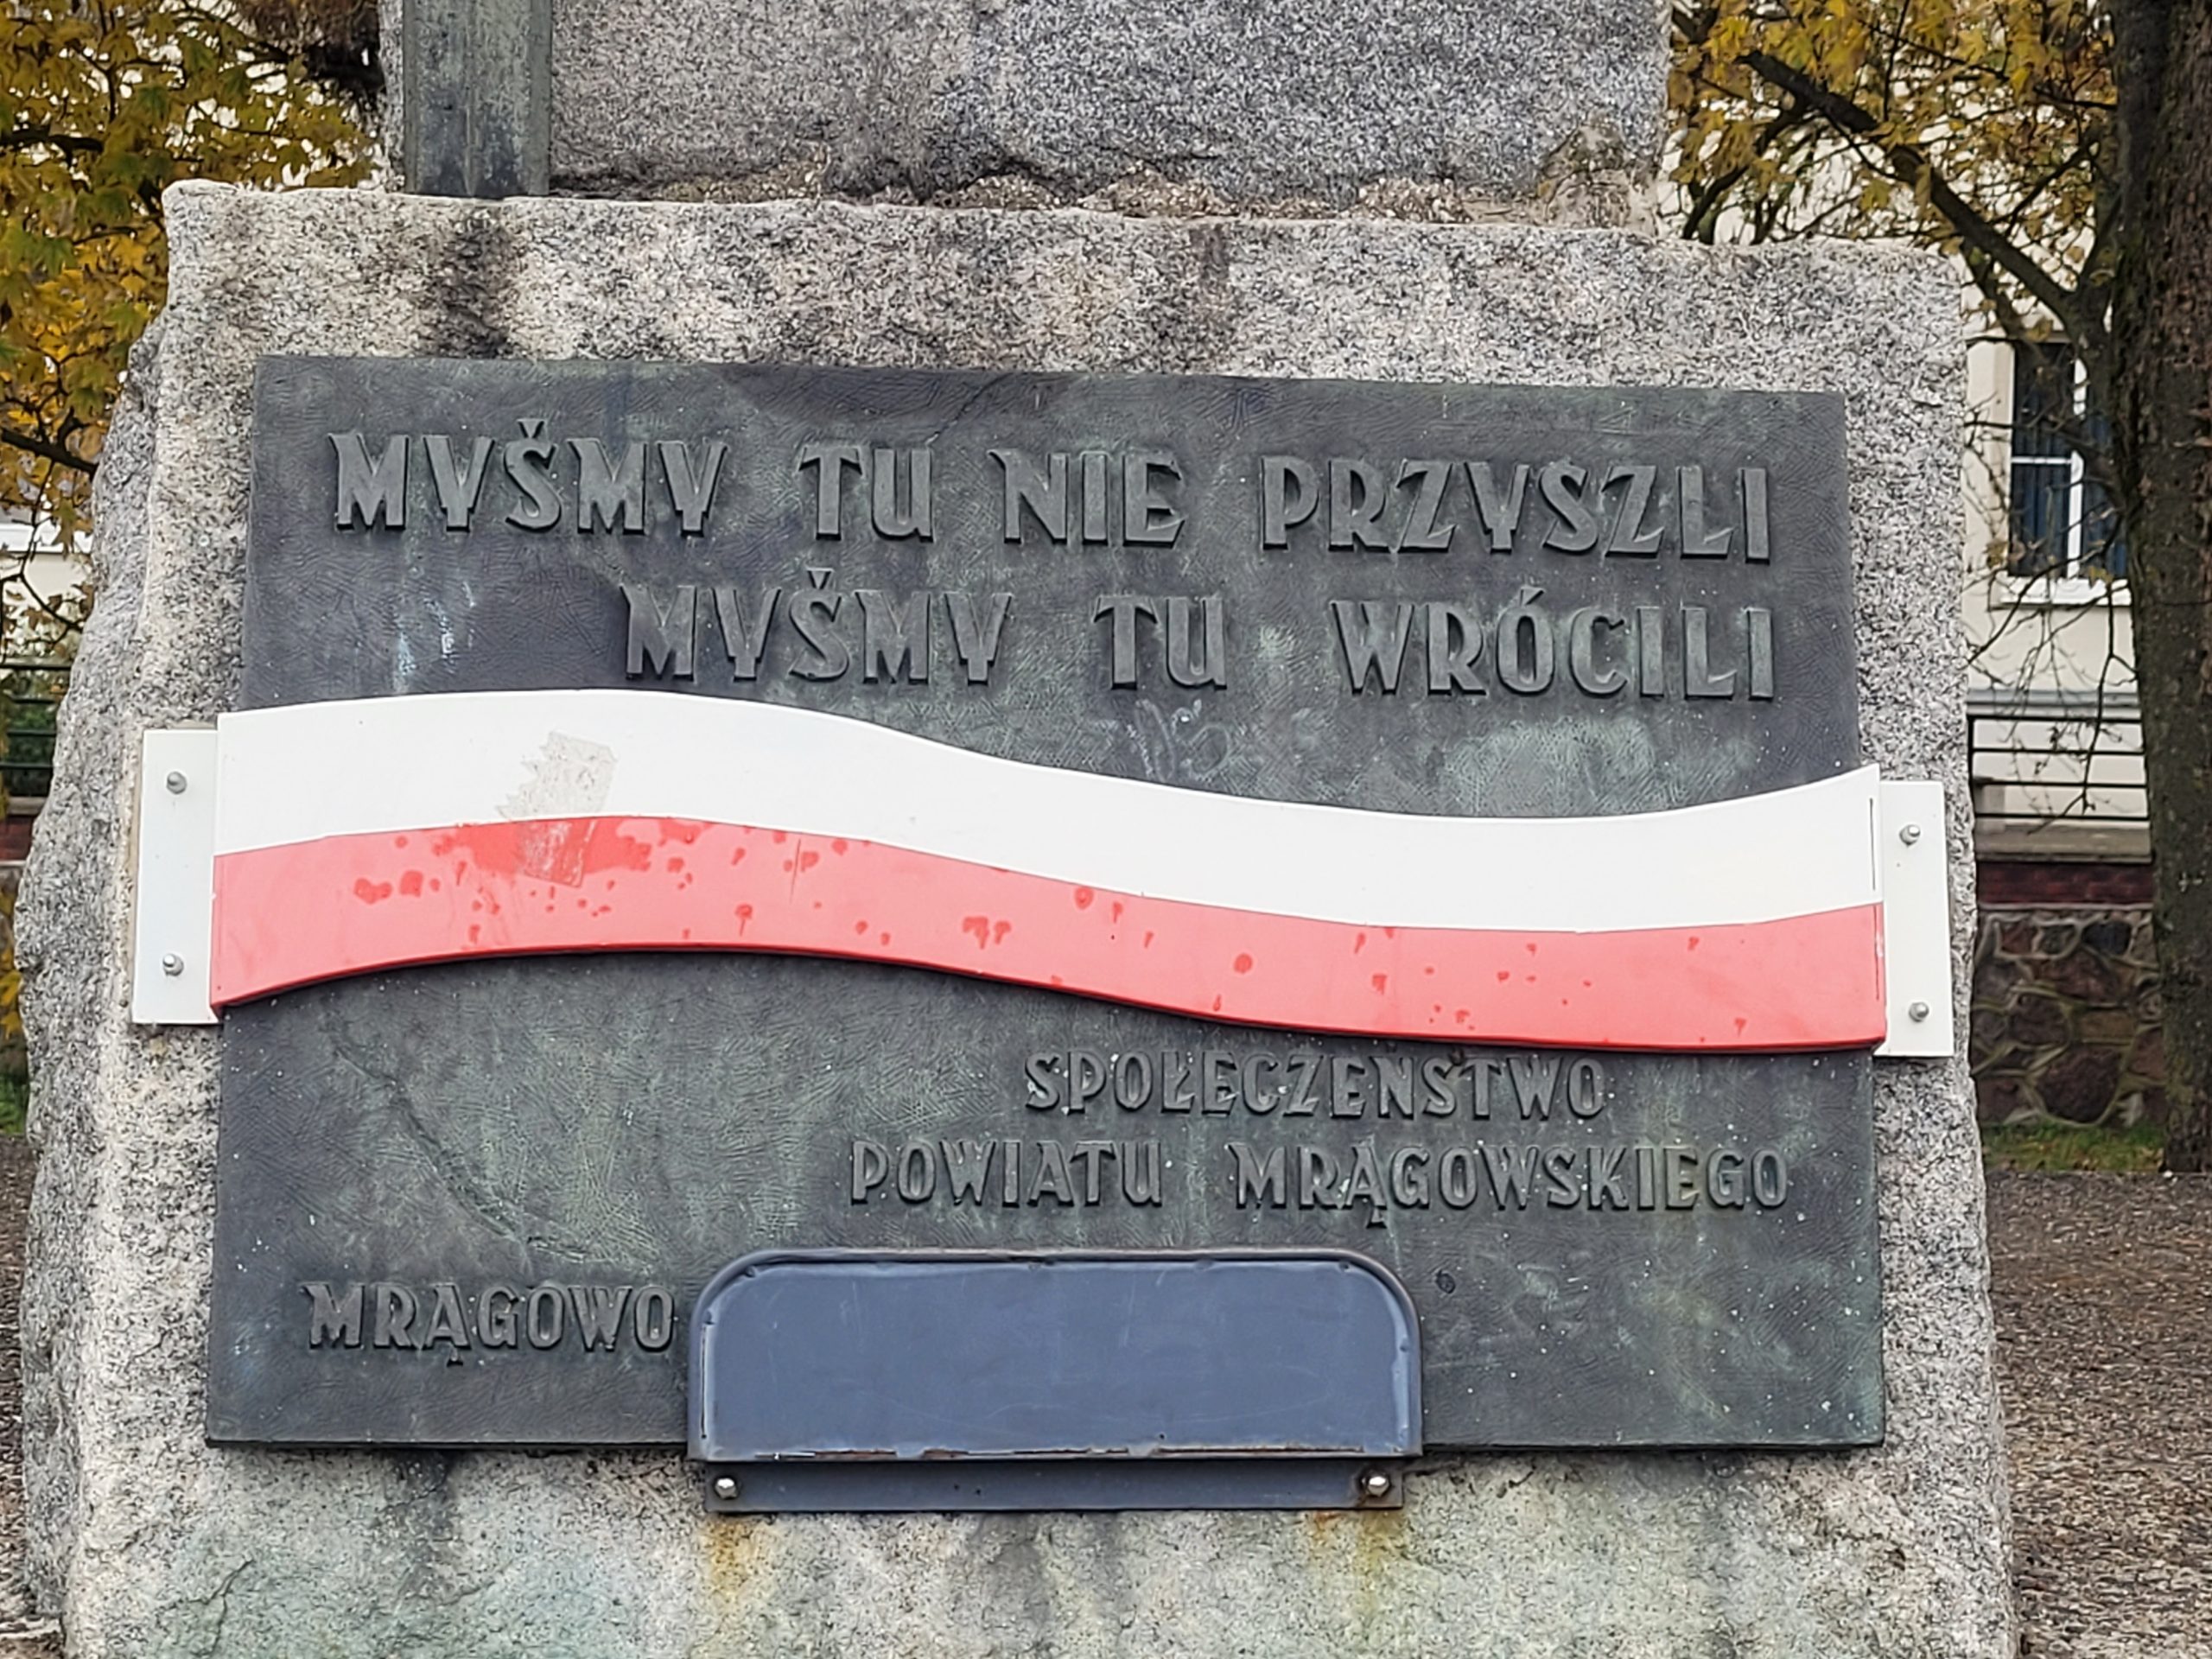 MYŚMY TU NIE PRZYSZLI
MYŚMY TU WRÓCILI
SPOŁECZEŃSTWO
POWIATU MRĄGOWSKIEGO
MRĄGOWO